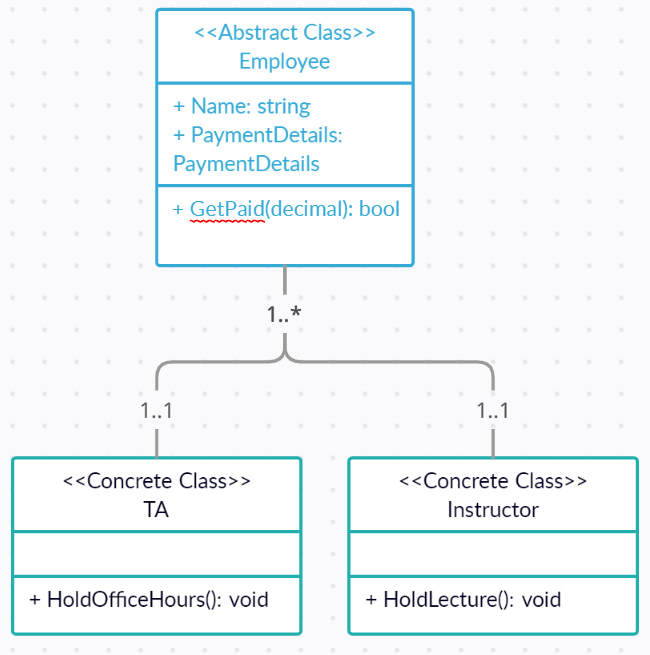 <<Abstract Class>>
Employee
+ Name: string
+ PaymentDetails:
PaymentDetails
+ GetPaid(decimal): bool
1..*
1..1
1..1
<<Concrete Class>>
TA
+ HoldOfficeHours(): void
<<Concrete Class>>
Instructor
+ HoldLecture(): void